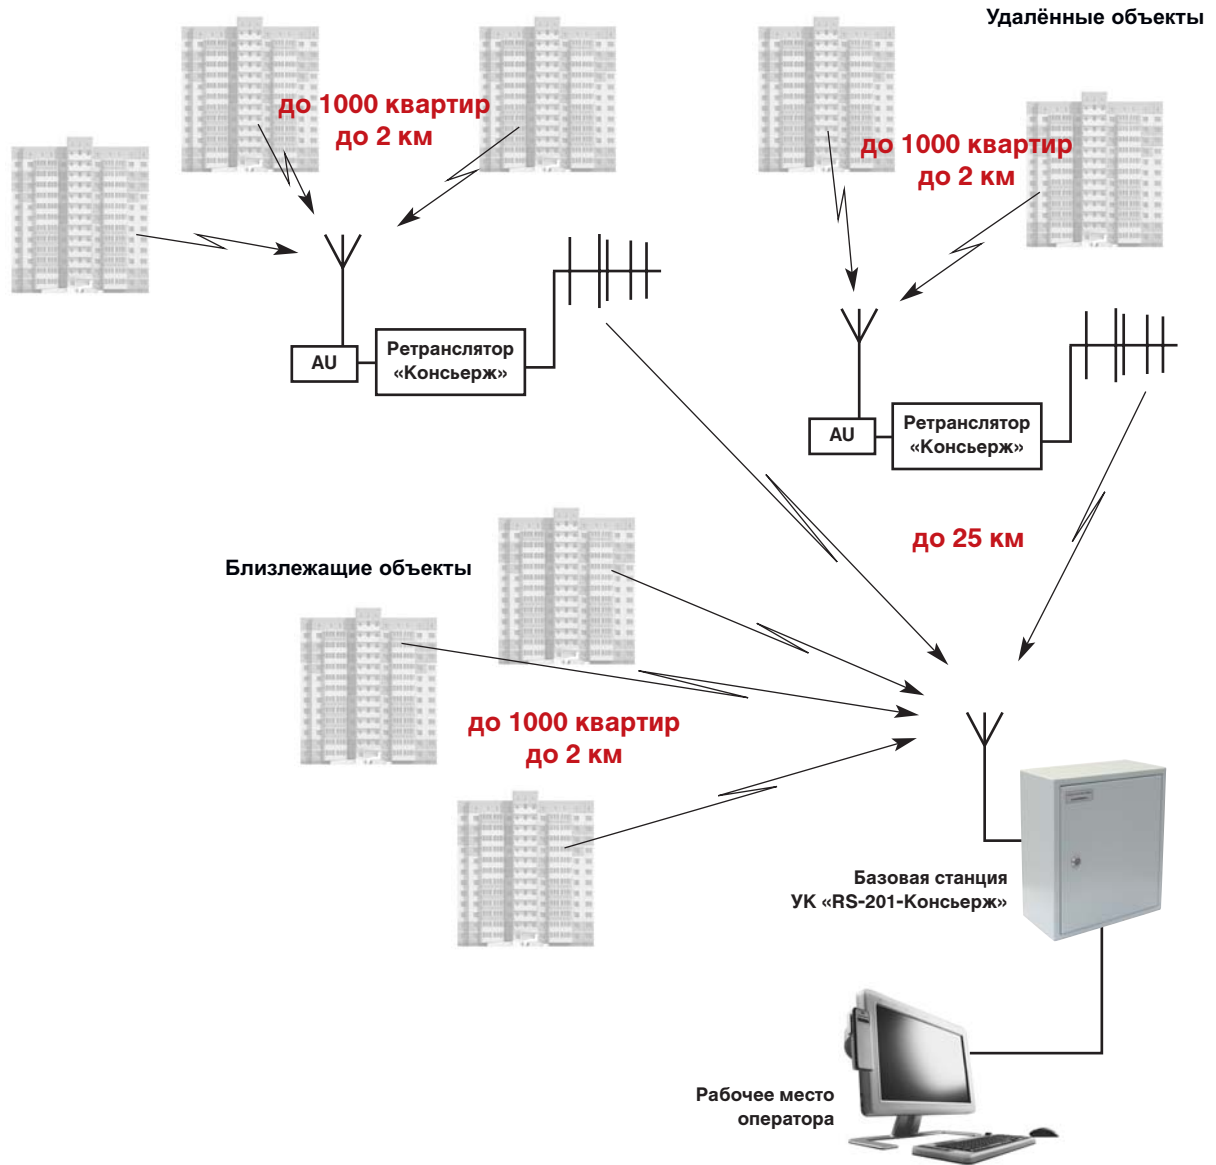 Удалённые объекты
до 1000 квартир
до 2 км
до 1000 квартир
до 2 км
AU
Ретранслятор
«Консьерж»
AU
Ретранслятор
«Консьерж»
до 25 км
Близлежащие объекты
до 1000 квартир
до 2 км
Базовая станция
УК «RS-201-Консьерж»
Рабочее место
оператора